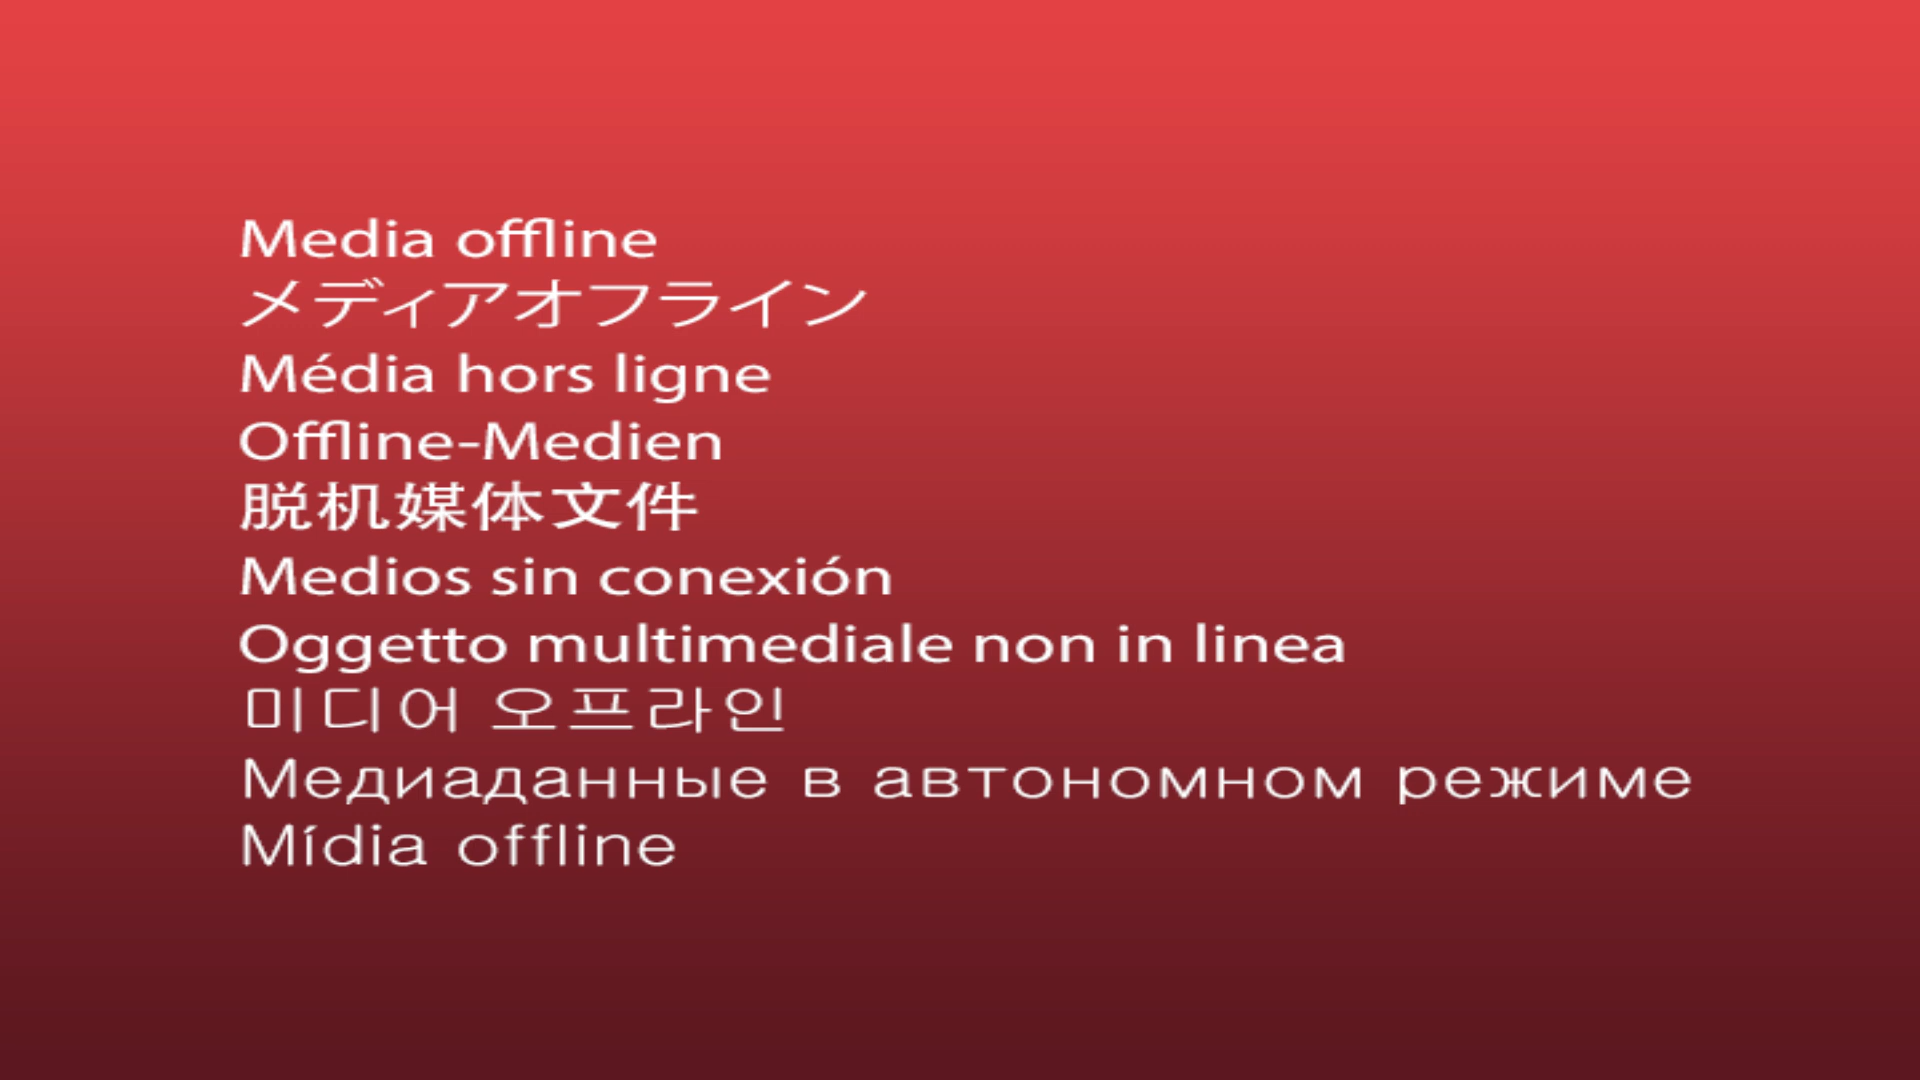 Media offline
メディアオフライン
Média hors ligne
Offline-Medien
脱机媒体文件
Medios sin conexión
Oggetto multimediale non in linea
미디어 오프라인
Медиаданные в автономном режиме
Mídia offline